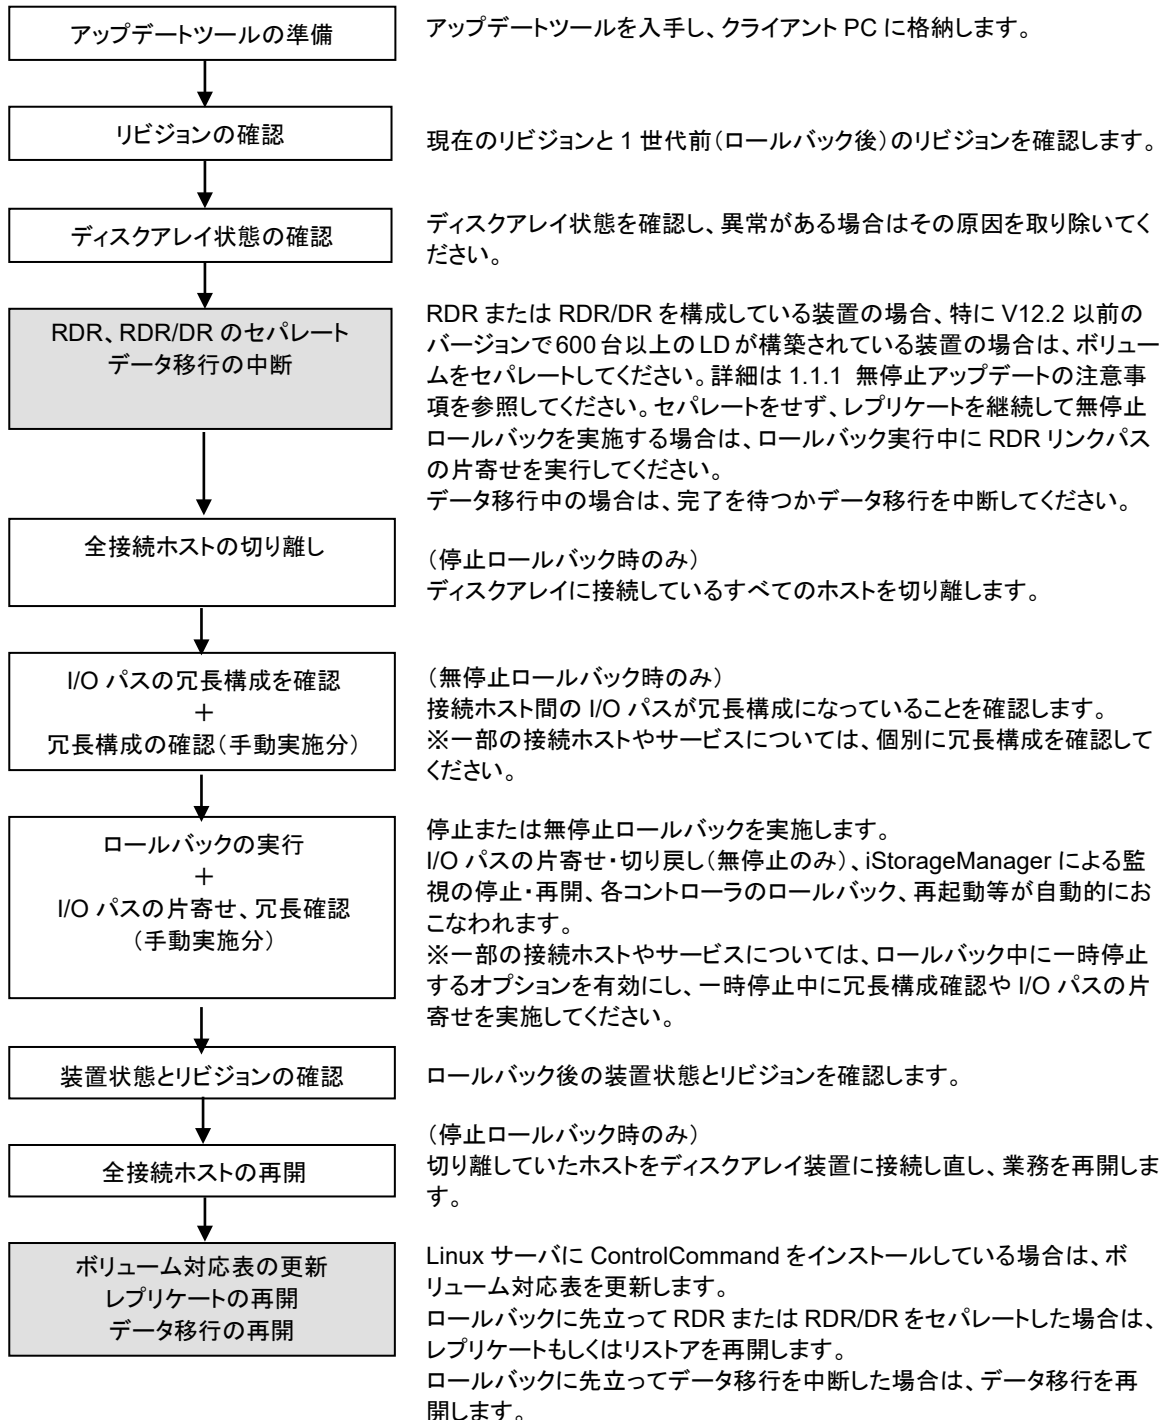 アップデートツールの準備
アップデートツールを入手し、クライアント PC に格納します。
リビジョンの確認
現在のリビジョンと 1 世代前（ロールバック後）のリビジョンを確認します。
ディスクアレイ状態の確認
ディスクアレイ状態を確認し、異常がある場合はその原因を取り除いてく
ださい。
RDR、RDR/DR のセパレート
データ移行の中断
RDR または RDR/DR を構成している装置の場合、特に V12.2 以前の
バージョンで 600 台以上の LD が構築されている装置の場合は、ボリュー
ムをセパレートしてください。詳細は 1.1.1 無停止アップデートの注意事
項を参照してください。セパレートをせず、レプリケートを継続して無停止
ロールバックを実施する場合は、ロールバック実行中に RDR リンクパス
の片寄せを実行してください。
データ移行中の場合は、完了を待つかデータ移行を中断してください。
全接続ホストの切り離し
（停止ロールバック時のみ）
ディスクアレイに接続しているすべてのホストを切り離します。
I/O パスの冗長構成を確認
＋
冗長構成の確認（手動実施分）
（無停止ロールバック時のみ）
接続ホスト間の I/O パスが冗長構成になっていることを確認します。
※一部の接続ホストやサービスについては、個別に冗長構成を確認して
ください。
ロールバックの実行
＋
I/O パスの片寄せ、冗長確認
（手動実施分）
停止または無停止ロールバックを実施します。
I/O パスの片寄せ・切り戻し（無停止のみ）、iStorageManager による監
視の停止・再開、各コントローラのロールバック、再起動等が自動的にお
こなわれます。
※一部の接続ホストやサービスについては、ロールバック中に一時停止
するオプションを有効にし、一時停止中に冗長構成確認や I/O パスの片
寄せを実施してください。
装置状態とリビジョンの確認
ロールバック後の装置状態とリビジョンを確認します。
全接続ホストの再開
（停止ロールバック時のみ）
切り離していたホストをディスクアレイ装置に接続し直し、業務を再開しま
す。
ボリューム対応表の更新
レプリケートの再開
データ移行の再開
Linux サーバに ControlCommand をインストールしている場合は、ボ
リューム対応表を更新します。
ロールバックに先立って RDR または RDR/DR をセパレートした場合は、
レプリケートもしくはリストアを再開します。
ロールバックに先立ってデータ移行を中断した場合は、データ移行を再
開します。